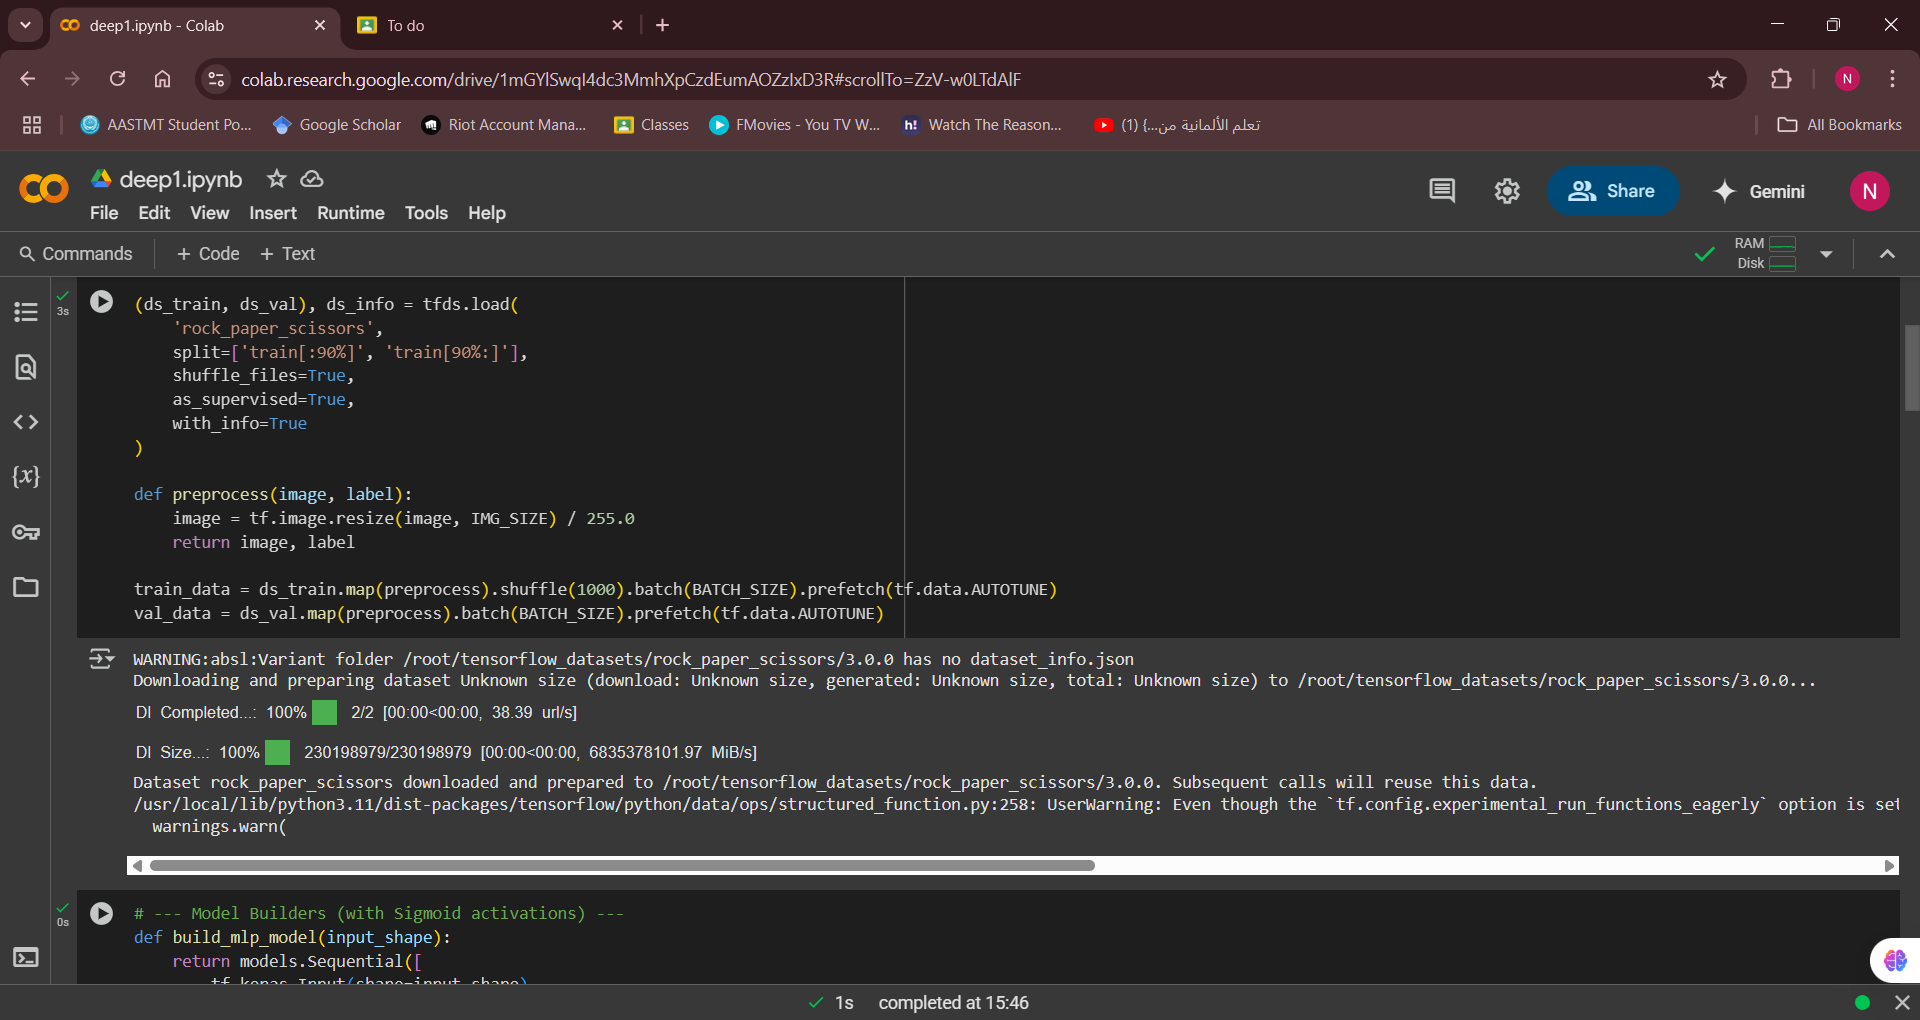 deep1.ipynb - Colab
To do
colab.research.google.com/drive/1mGYlSwqI4dc3MmhXpCzdEumAOZzlxD3R#scrollTo=ZzV-w0LTdAlF
N
AASTMT Student Po...
Google Scholar
Riot Account Mana...
Classes
FMovies - You TV W...
h! Watch The Reason...
(1) {...تعلم الألمانية من
All Bookmarks
deep1.ipynb
File Edit View Insert Runtime Tools Help
Share
Gemini
N
Commands
+ Code + Text
RAM
Disk
3s
(ds_train, ds_val), ds_info = tfds.load(
'rock_paper_scissors',
split=['train[:90%]', 'train[90%:]'],
shuffle_files=True,
as_supervised=True,
with_info=True
)
def preprocess(image, label):
image = tf.image.resize(image, IMG_SIZE) / 255.0
return image, label
train_data = ds_train.map(preprocess).shuffle(1000).batch(BATCH_SIZE).prefetch(tf.data.AUTOTUNE)
val_data = ds_val.map(preprocess).batch(BATCH_SIZE).prefetch(tf.data.AUTOTUNE)
WARNING:absl:Variant folder /root/tensorflow_datasets/rock_paper_scissors/3.0.0 has no dataset_info.json
Downloading and preparing dataset Unknown size (download: Unknown size, generated: Unknown size, total: Unknown size) to /root/tensorflow_datasets/rock_paper_scissors/3.0.0...
Dl Completed...: 100% 2/2 [00:00<00:00, 38.39 url/s]
Dl Size...: 100% 230198979/230198979 [00:00<00:00, 6835378101.97 MiB/s]
Dataset rock_paper_scissors downloaded and prepared to /root/tensorflow_datasets/rock_paper_scissors/3.0.0. Subsequent calls will reuse this data.
/usr/local/lib/python3.11/dist-packages/tensorflow/python/data/ops/structured_function.py:258: UserWarning: Even though the `tf.config.experimental_run_functions_eagerly` option is set
warnings.warn(
0s
# --- Model Builders (with Sigmoid activations) ---
def build_mlp_model(input_shape):
return models.Sequential([
tf.keras.Input(shape=input_shape)
1s completed at 15:46